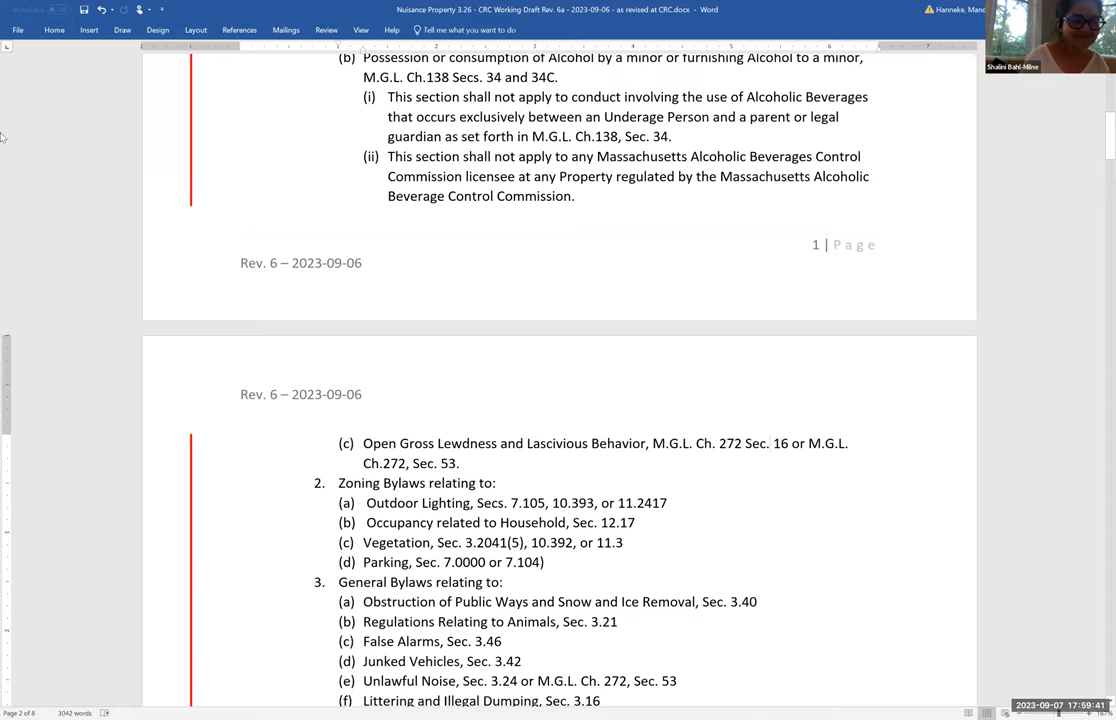 Nuisance Property 3.26 - CRC Working Draft Rev. 6a - 2023-09-06 - as revised at CRC.docx - Word
Hanneke, Mand
File Home Insert Draw Design Layout References Mailings Review View Help Tell me what you want to do
Shalini Bahl-Milne
(b) Possession or consumption of Alcohol by a minor or furnishing Alcohol to a minor,
M.G.L. Ch.138 Secs. 34 and 34C.
(i) This section shall not apply to conduct involving the use of Alcoholic Beverages
that occurs exclusively between an Underage Person and a parent or legal
guardian as set forth in M.G.L. Ch.138, Sec. 34.
(ii) This section shall not apply to any Massachusetts Alcoholic Beverages Control
Commission licensee at any Property regulated by the Massachusetts Alcoholic
Beverage Control Commission.
1 | Page
Rev. 6 – 2023-09-06
Rev. 6 – 2023-09-06
(c) Open Gross Lewdness and Lascivious Behavior, M.G.L. Ch. 272 Sec. 16 or M.G.L.
Ch.272, Sec. 53.
2. Zoning Bylaws relating to:
(a) Outdoor Lighting, Secs. 7.105, 10.393, or 11.2417
(b) Occupancy related to Household, Sec. 12.17
(c) Vegetation, Sec. 3.2041(5), 10.392, or 11.3
(d) Parking, Sec. 7.0000 or 7.104)
3. General Bylaws relating to:
(a) Obstruction of Public Ways and Snow and Ice Removal, Sec. 3.40
(b) Regulations Relating to Animals, Sec. 3.21
(c) False Alarms, Sec. 3.46
(d) Junked Vehicles, Sec. 3.42
(e) Unlawful Noise, Sec. 3.24 or M.G.L. Ch. 272, Sec. 53
(f) Littering and Illegal Dumping, Sec. 3.16
Page 2 of 8 3042 words
2023-09-07 17:59:41